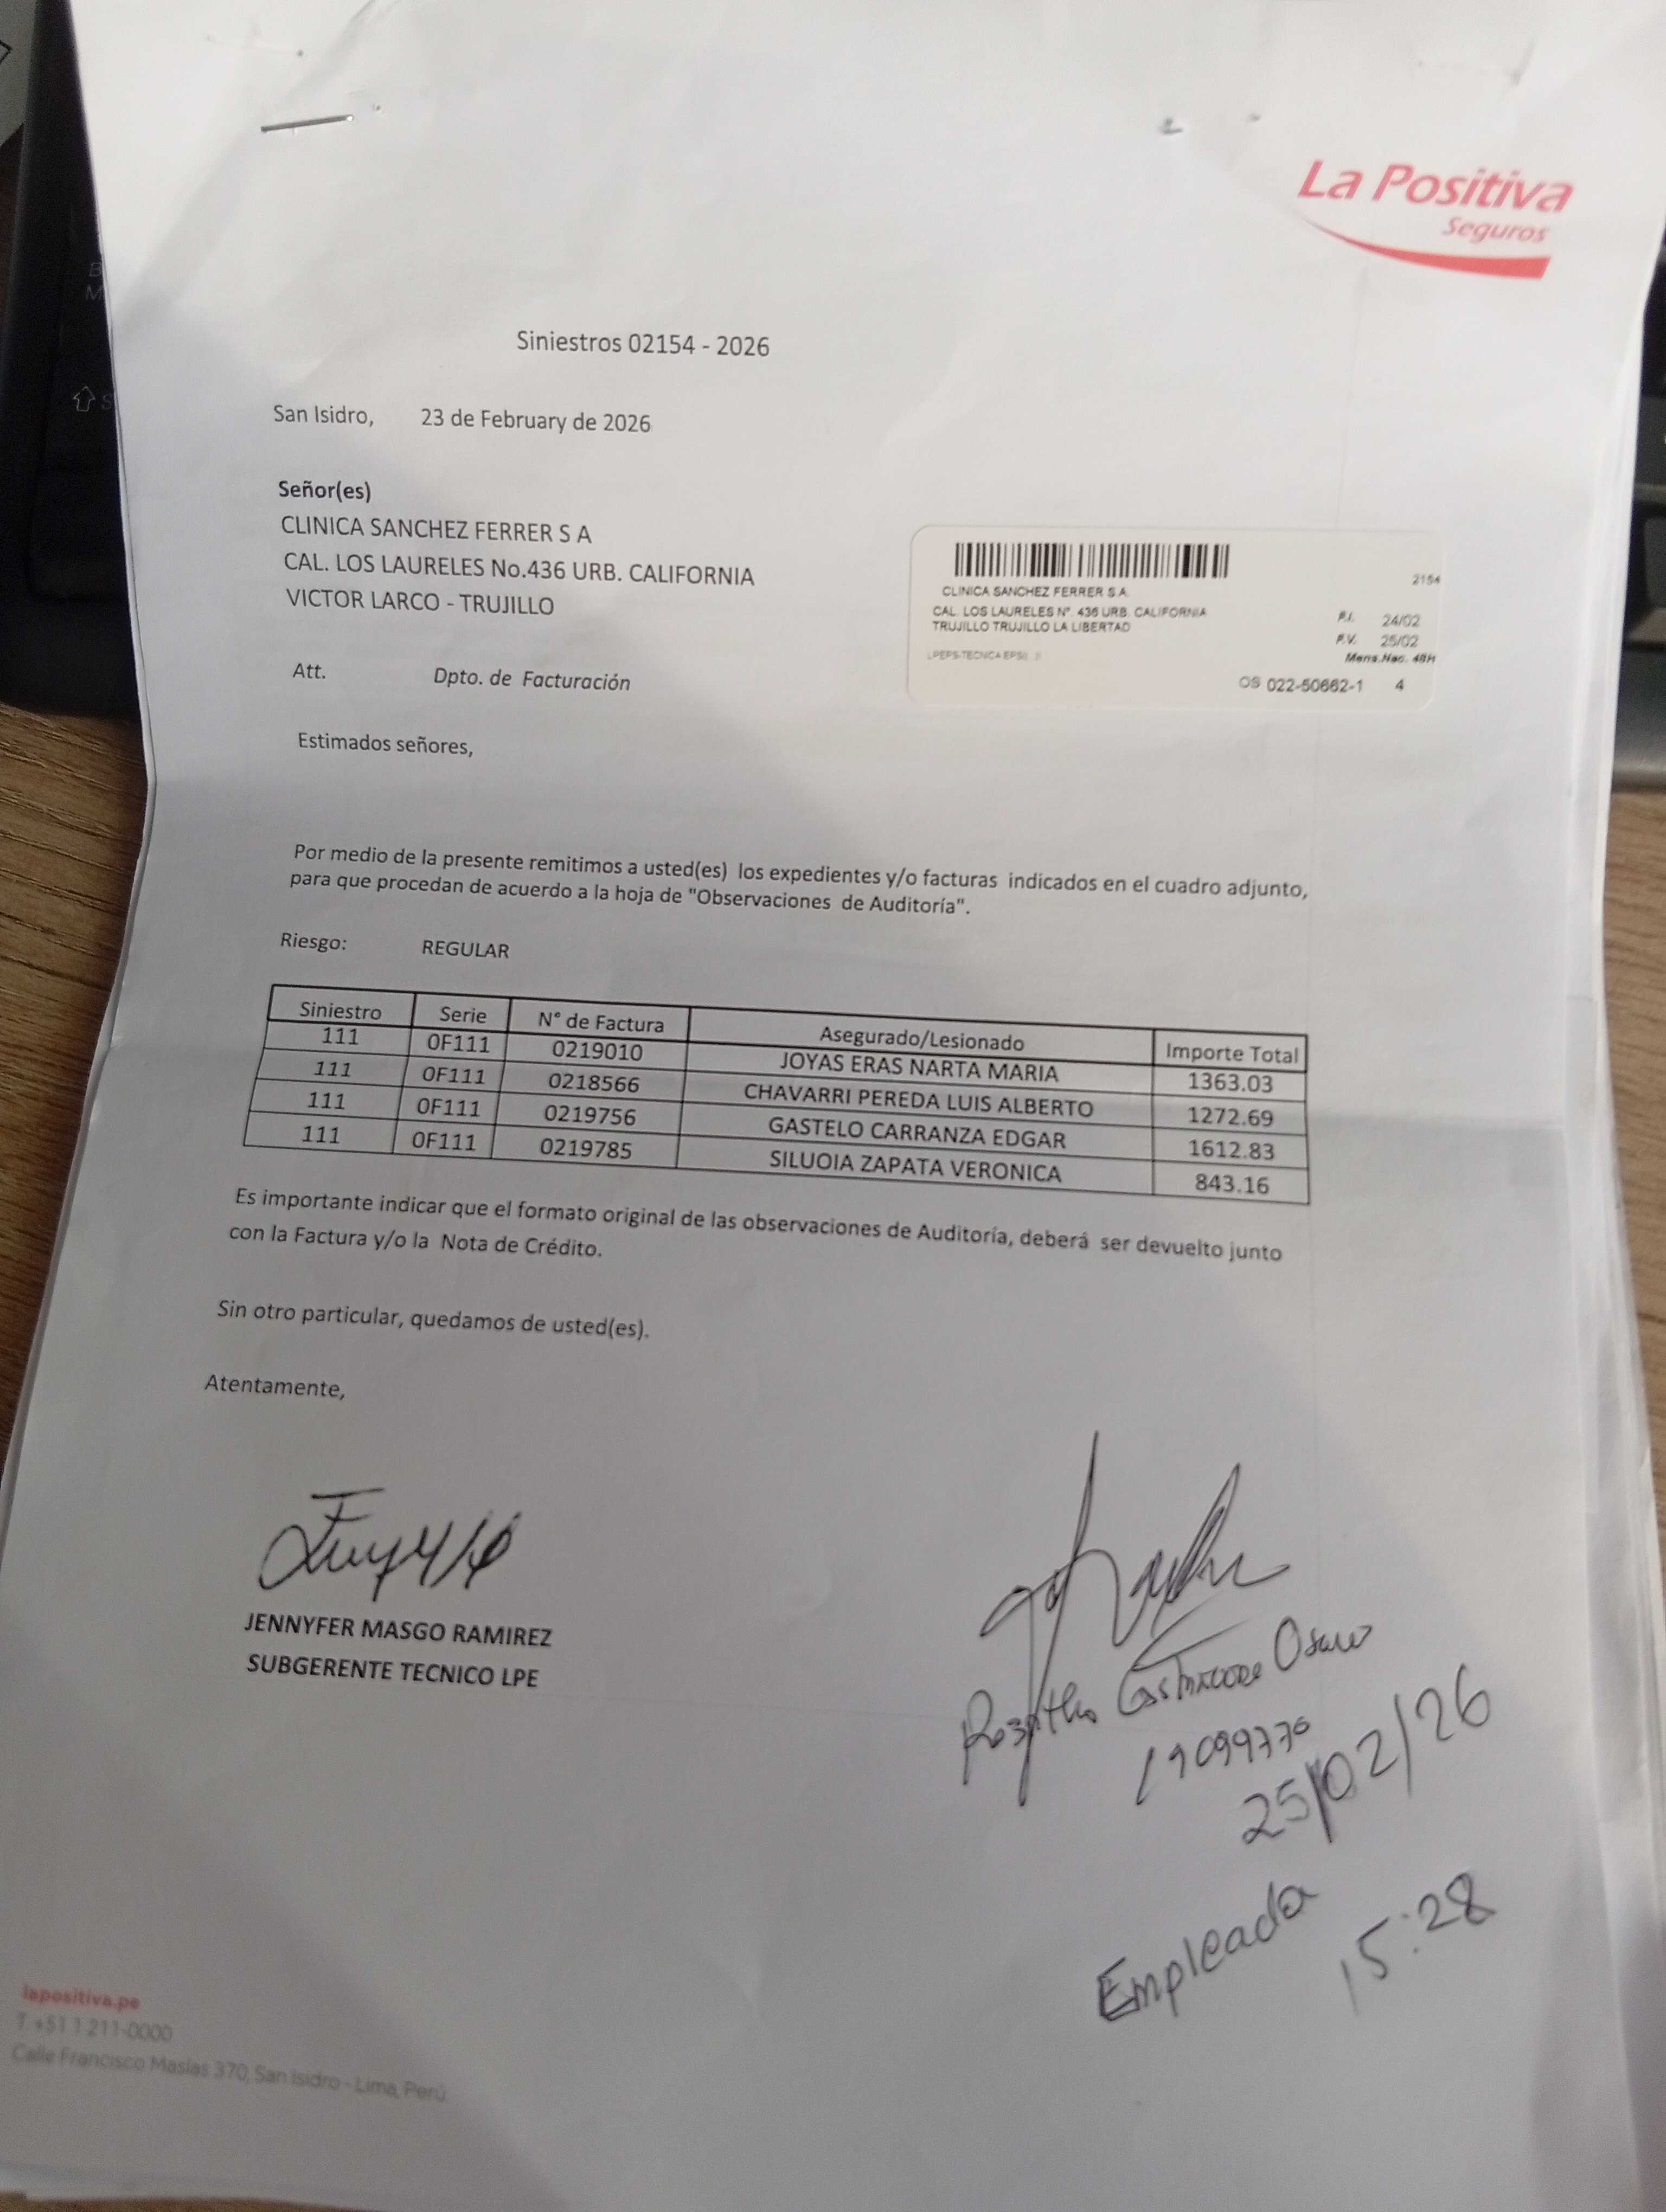 La Positiva
Seguros
Siniestros 02154 - 2026
San Isidro, 23 de February de 2026
Señor(es)
CLINICA SANCHEZ FERRER S A
CAL. LOS LAURELES No.436 URB. CALIFORNIA
VICTOR LARCO - TRUJILLO
2154
CLINICA SANCHEZ FERRER S.A.
CAL. LOS LAURELES N°. 436 URB. CALIFORNIA
TRUJILLO TRUJILLO LA LIBERTAD
F.I. 24/02
F.V. 25/02
Mens.Nac. 48H
LPEPS-TECNICA EPS
OS 022-50662-1 4
Att. Dpto. de Facturación
Estimados señores,
Por medio de la presente remitimos a usted(es) los expedientes y/o facturas indicados en el cuadro adjunto,
para que procedan de acuerdo a la hoja de "Observaciones de Auditoría".
Riesgo: REGULAR
Siniestro Serie N° de Factura Asegurado/Lesionado Importe Total
111 0F111 0219010 JOYAS ERAS NARTA MARIA 1363.03
111 0F111 0218566 CHAVARRI PEREDA LUIS ALBERTO 1272.69
111 0F111 0219756 GASTELO CARRANZA EDGAR 1612.83
111 0F111 0219785 SILUOIA ZAPATA VERONICA 843.16
Es importante indicar que el formato original de las observaciones de Auditoría, deberá ser devuelto junto
con la Factura y/o la Nota de Crédito.
Sin otro particular, quedamos de usted(es).
Atentamente,
JENNYFER MASGO RAMIREZ
SUBGERENTE TECNICO LPE
19099770
25/02/26
Empleada
15:28
lapositiva.pe
T. +51 1 211-0000
Calle Francisco Masías 370, San Isidro - Lima, Perú